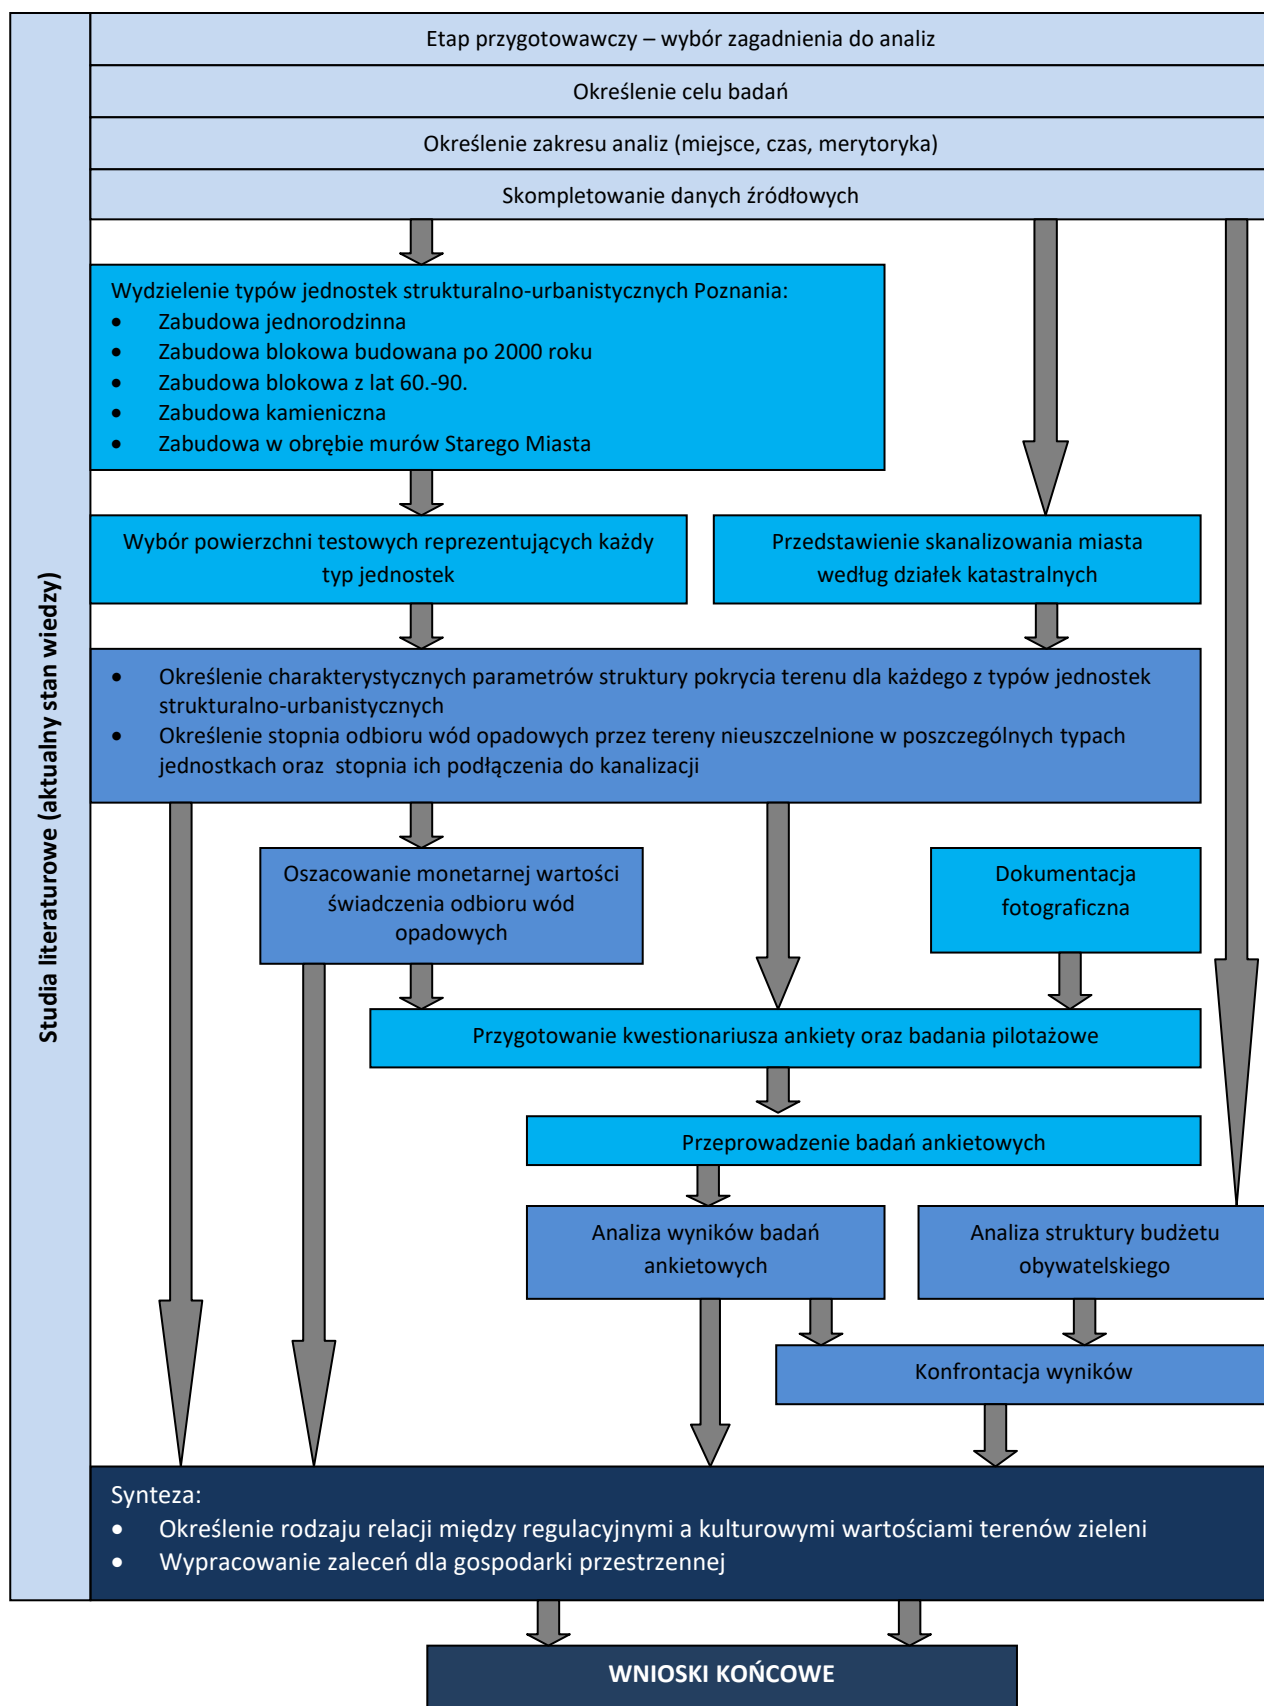 Studia literaturowe (aktualny stan wiedzy)
Etap przygotowawczy – wybór zagadnienia do analiz
Określenie celu badań
Określenie zakresu analiz (miejsce, czas, merytoryka)
Skompletowanie danych źródłowych
Wydzielenie typów jednostek strukturalno-urbanistycznych Poznania:
• Zabudowa jednorodzinna
• Zabudowa blokowa budowana po 2000 roku
• Zabudowa blokowa z lat 60.-90.
• Zabudowa kamieniczna
• Zabudowa w obrębie murów Starego Miasta
Wybór powierzchni testowych reprezentujących każdy
typ jednostek
Przedstawienie skanalizowania miasta
według działek katastralnych
• Określenie charakterystycznych parametrów struktury pokrycia terenu dla każdego z typów jednostek
strukturalno-urbanistycznych
• Określenie stopnia odbioru wód opadowych przez tereny nieuszczelnione w poszczególnych typach
jednostkach oraz stopnia ich podłączenia do kanalizacji
Oszacowanie monetarnej wartości
świadczenia odbioru wód
opadowych
Dokumentacja
fotograficzna
Przygotowanie kwestionariusza ankiety oraz badania pilotażowe
Przeprowadzenie badań ankietowych
Analiza wyników badań
ankietowych
Analiza struktury budżetu
obywatelskiego
Konfrontacja wyników
Synteza:
• Określenie rodzaju relacji między regulacyjnymi a kulturowymi wartościami terenów zieleni
• Wypracowanie zaleceń dla gospodarki przestrzennej
WNIOSKI KOŃCOWE